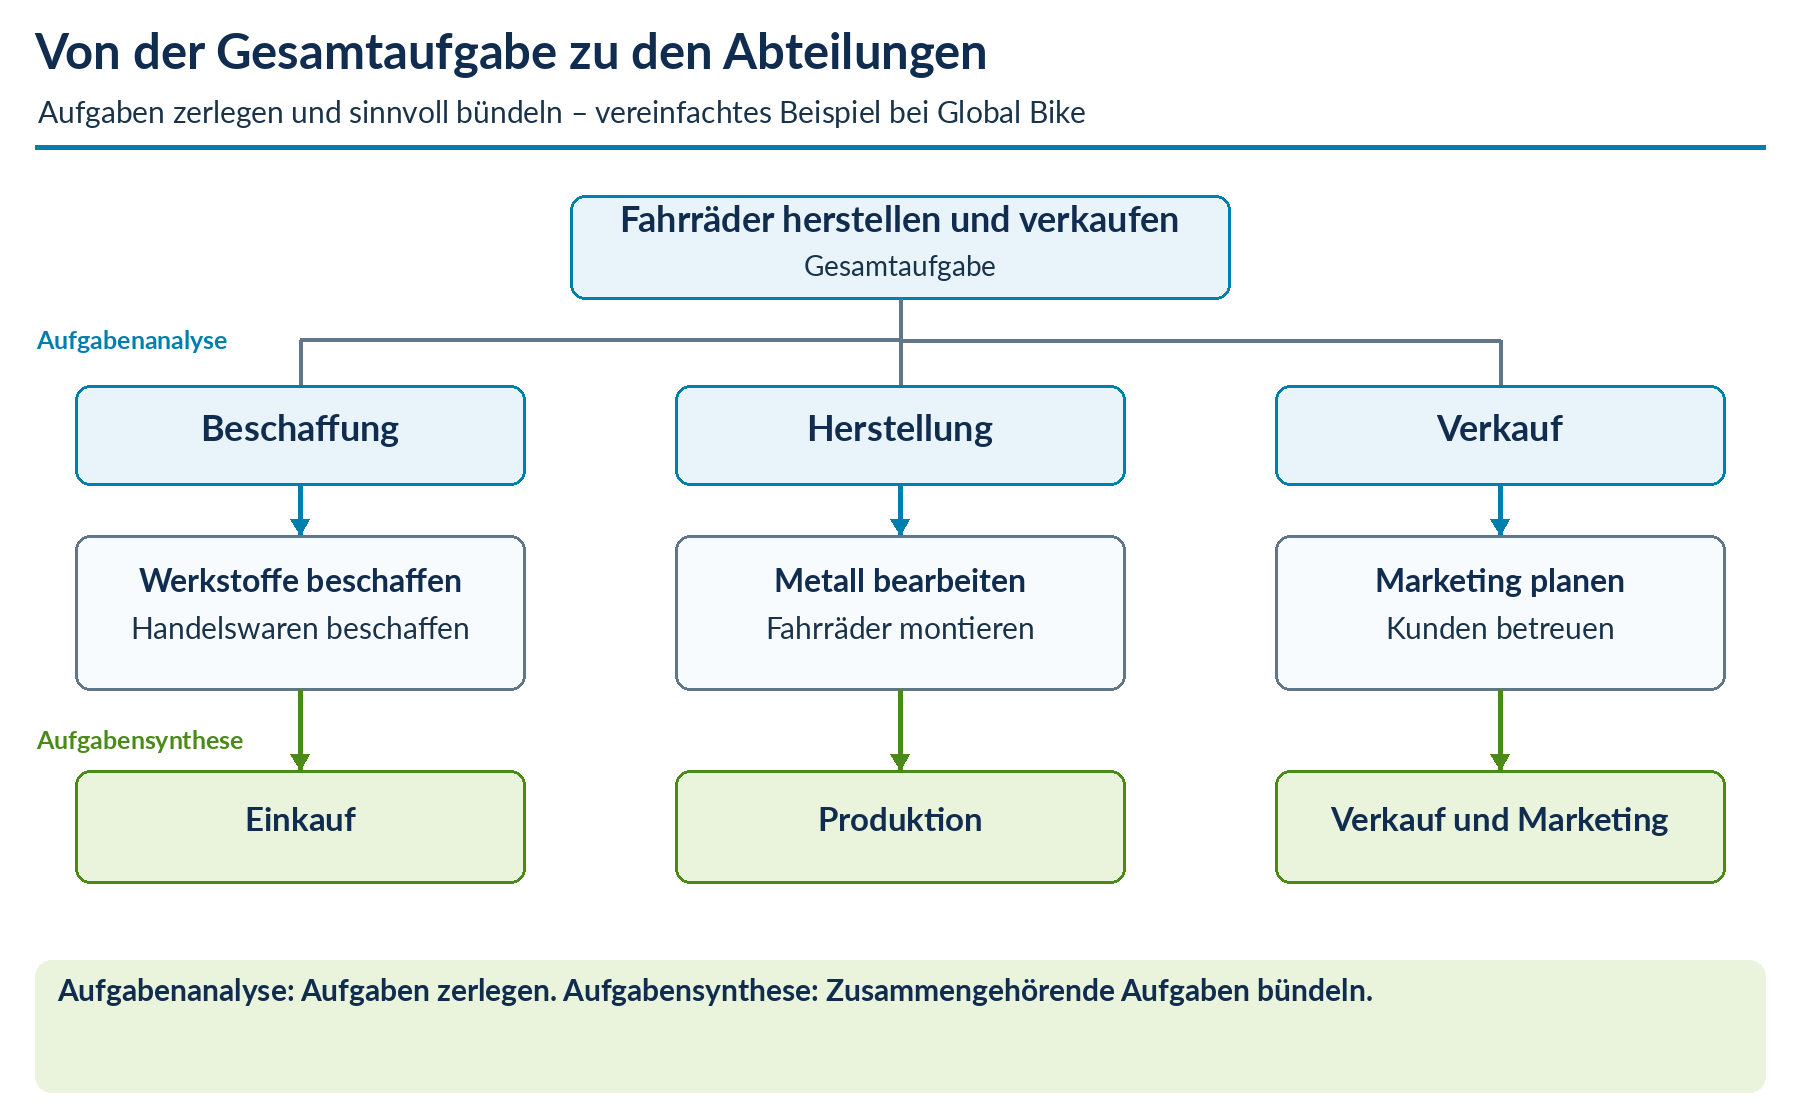 Von der Gesamtaufgabe zu den Abteilungen
Aufgaben zerlegen und sinnvoll bündeln – vereinfachtes Beispiel bei Global Bike
Fahrräder herstellen und verkaufen
Gesamtaufgabe
Aufgabenanalyse
Beschaffung
Herstellung
Verkauf
Werkstoffe beschaffen
Handelswaren beschaffen
Metall bearbeiten
Fahrräder montieren
Marketing planen
Kunden betreuen
Aufgabensynthese
Einkauf
Produktion
Verkauf und Marketing
Aufgabenanalyse: Aufgaben zerlegen. Aufgabensynthese: Zusammengehörende Aufgaben bündeln.